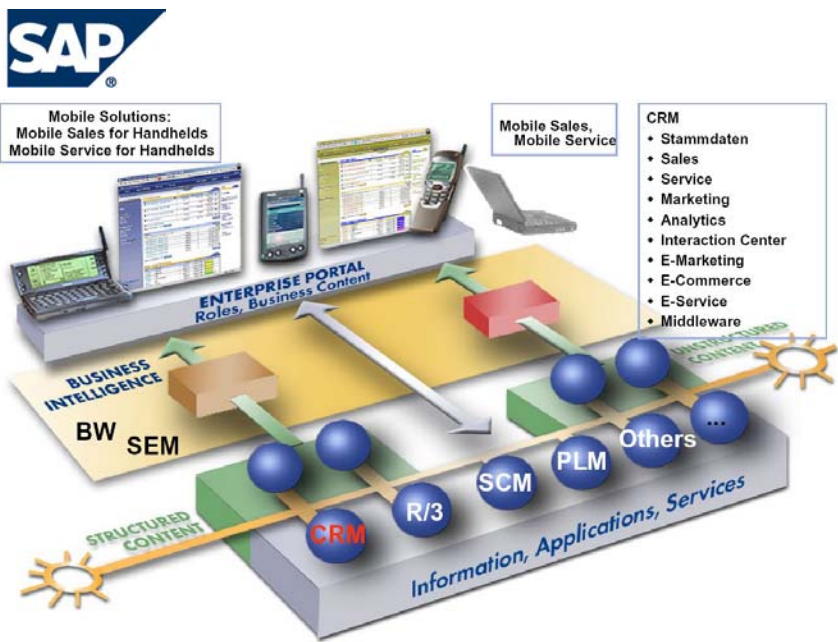 SAP
®
Mobile Solutions:
Mobile Sales for Handhelds
Mobile Service for Handhelds
Mobile Sales,
Mobile Service
CRM
Stammdaten
Sales
Service
Marketing
Analytics
Interaction Center
E-Marketing
E-Commerce
E-Service
Middleware
ENTERPRISE PORTAL
Roles, Business Content
BUSINESS
INTELLIGENCE
BW
SEM
UNSTRUCTURED
CONTENT
STRUCTURED
CONTENT
CRM
R/3
SCM
PLM
Others
...
Information, Applications, Services